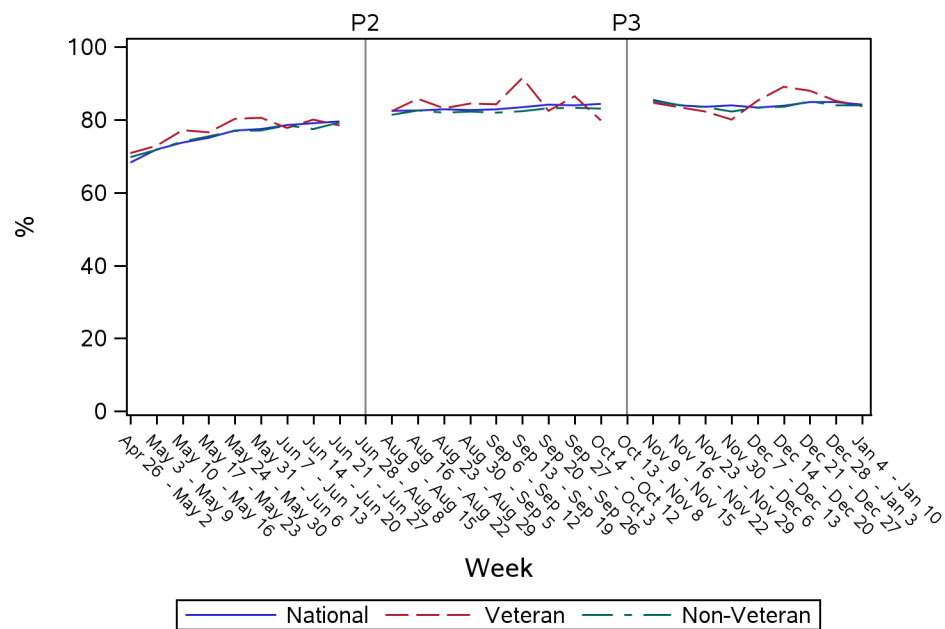 P2 P3
100
80
60
40
20
0
%
Apr 26 - May 2
May 3 - May 9
May 10 - May 16
May 17 - May 23
May 24 - May 30
May 31 - Jun 6
Jun 7 - Jun 13
Jun 14 - Jun 20
Jun 21 - Jun 27
Jun 28 - Aug 8
Aug 9 - Aug 15
Aug 16 - Aug 22
Aug 23 - Aug 29
Aug 30 - Sep 5
Sep 6 - Sep 12
Sep 13 - Sep 19
Sep 20 - Sep 26
Sep 27 - Oct 3
Oct 4 - Oct 12
Oct 13 - Nov 8
Nov 9 - Nov 15
Nov 16 - Nov 22
Nov 23 - Nov 29
Nov 30 - Dec 6
Dec 7 - Dec 13
Dec 14 - Dec 20
Dec 21 - Dec 27
Dec 28 - Jan 3
Jan 4 - Jan 10
Week
National Veteran Non-Veteran